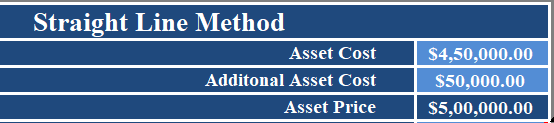 Straight Line Method
Asset Cost $4,50,000.00
Additonal Asset Cost $50,000.00
Asset Price $5,00,000.00